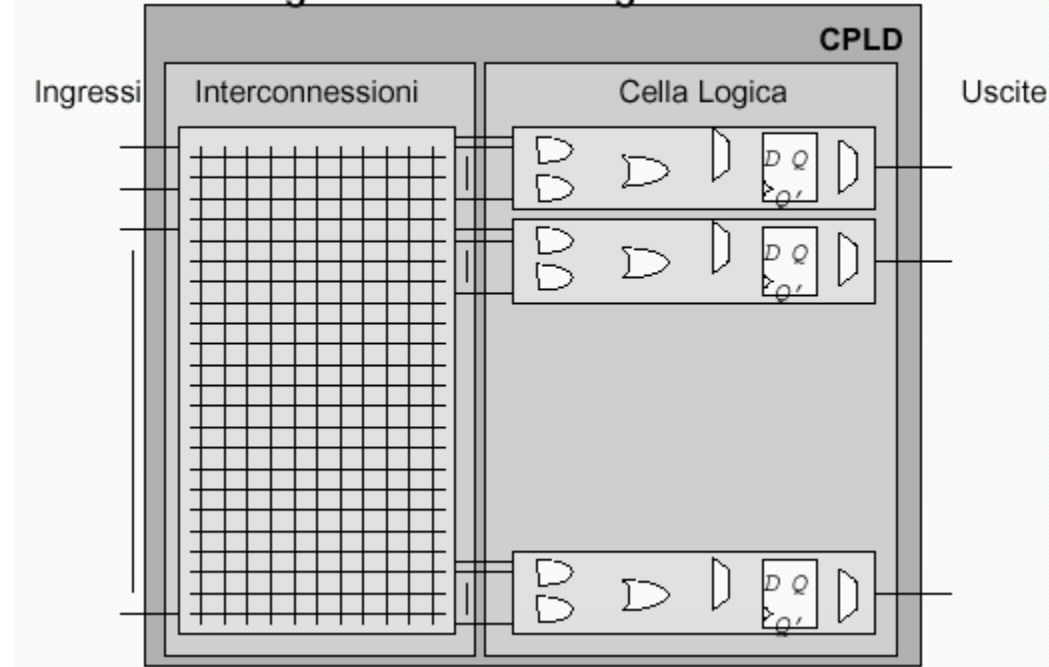 CPLD
Ingressi Interconnessioni Cella Logica Uscite
D Q
Q'
D Q
Q'
D Q
Q'